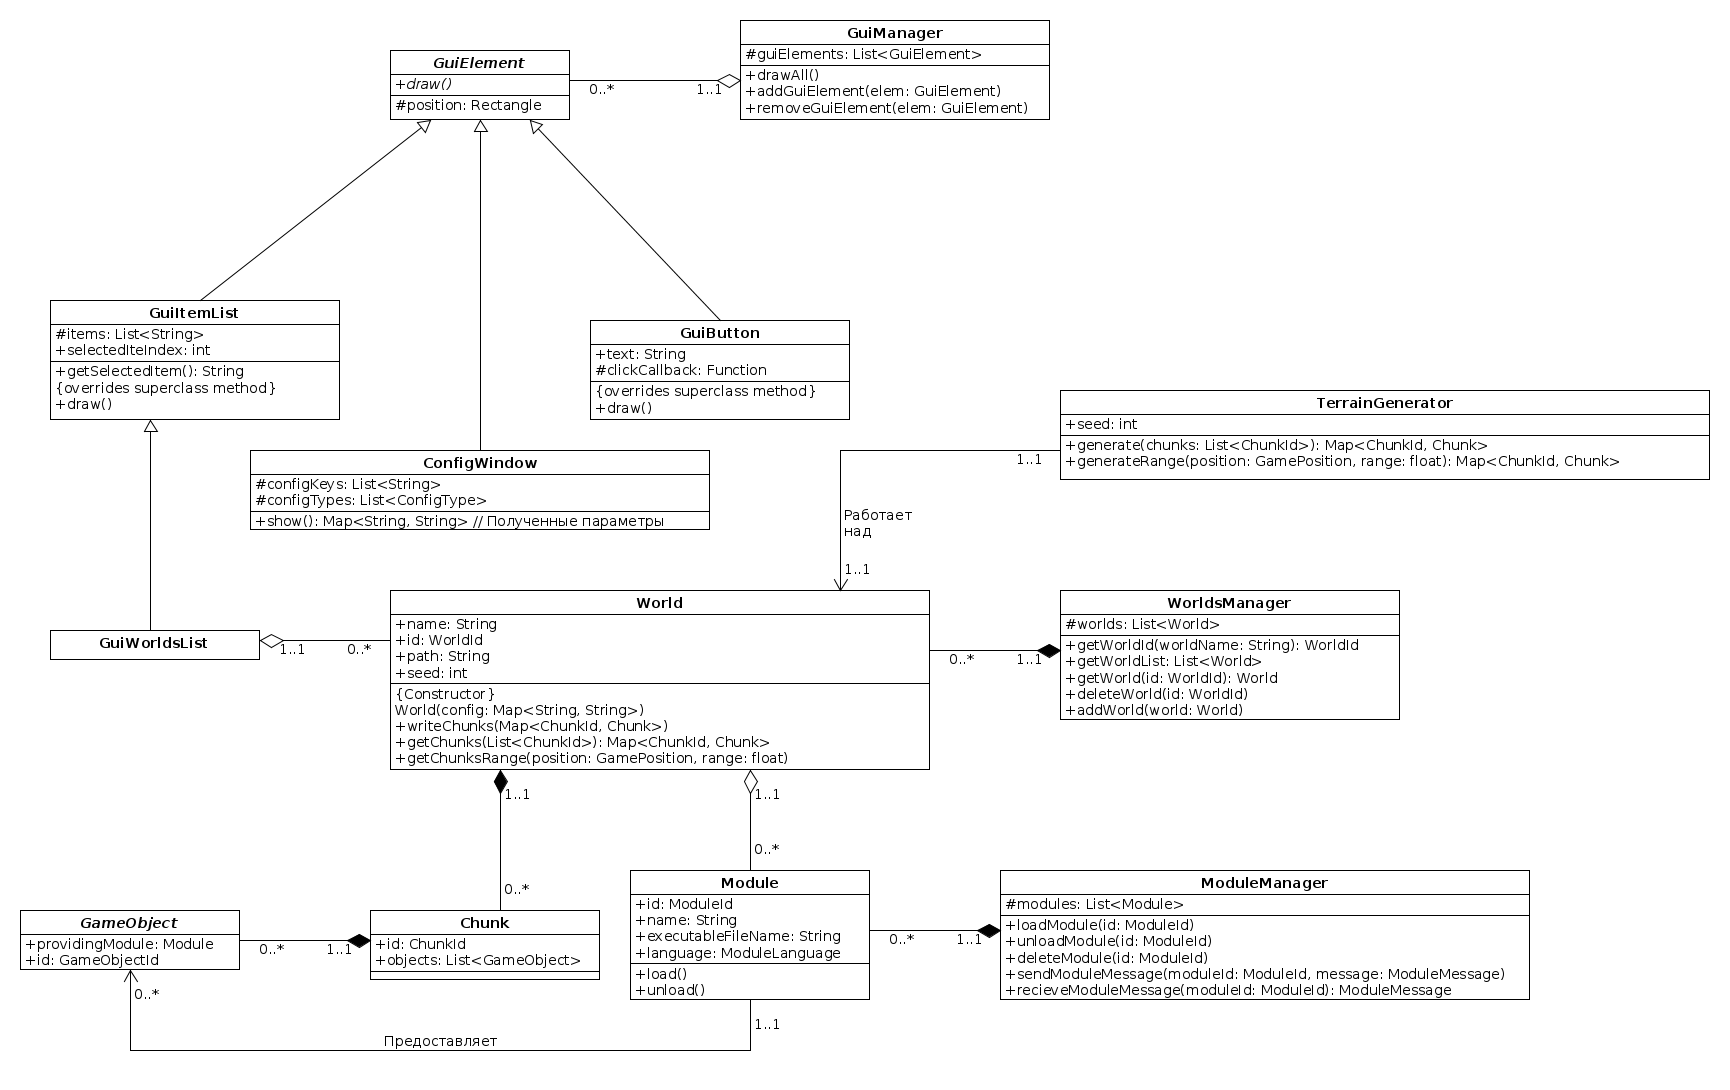 GuiManager
#guiElements: List<GuiElement>
+drawAll()
+addGuiElement(elem: GuiElement)
+removeGuiElement(elem: GuiElement)
GuiElement
+draw()
#position: Rectangle
0..*
1..1
GuiItemList
#items: List<String>
+selectedIteIndex: int
+getSelectedItem(): String
{overrides superclass method}
+draw()
GuiButton
+text: String
#clickCallback: Function
{overrides superclass method}
+draw()
TerrainGenerator
+seed: int
+generate(chunks: List<ChunkId>): Map<ChunkId, Chunk>
+generateRange(position: GamePosition, range: float): Map<ChunkId, Chunk>
1..1
Работает
над
1..1
ConfigWindow
#configKeys: List<String>
#configTypes: List<ConfigType>
+show(): Map<String, String> // Полученные параметры
GuiWorldsList
1..1
0..*
World
+name: String
+id: WorldId
+path: String
+seed: int
{Constructor}
World(config: Map<String, String>)
+writeChunks(Map<ChunkId, Chunk>)
+getChunks(List<ChunkId>): Map<ChunkId, Chunk>
+getChunksRange(position: GamePosition, range: float)
0..*
1..1
WorldsManager
#worlds: List<World>
+getWorldId(worldName: String): WorldId
+getWorldList: List<World>
+getWorld(id: WorldId): World
+deleteWorld(id: WorldId)
+addWorld(world: World)
1..1
0..*
1..1
0..*
GameObject
+providingModule: Module
+id: GameObjectId
0..*
1..1
Chunk
+id: ChunkId
+objects: List<GameObject>
Module
+id: ModuleId
+name: String
+executableFileName: String
+language: ModuleLanguage
+load()
+unload()
0..*
1..1
ModuleManager
#modules: List<Module>
+loadModule(id: ModuleId)
+unloadModule(id: ModuleId)
+deleteModule(id: ModuleId)
+sendModuleMessage(moduleId: ModuleId, message: ModuleMessage)
+recieveModuleMessage(moduleId: ModuleId): ModuleMessage
0..*
1..1
Предоставляет